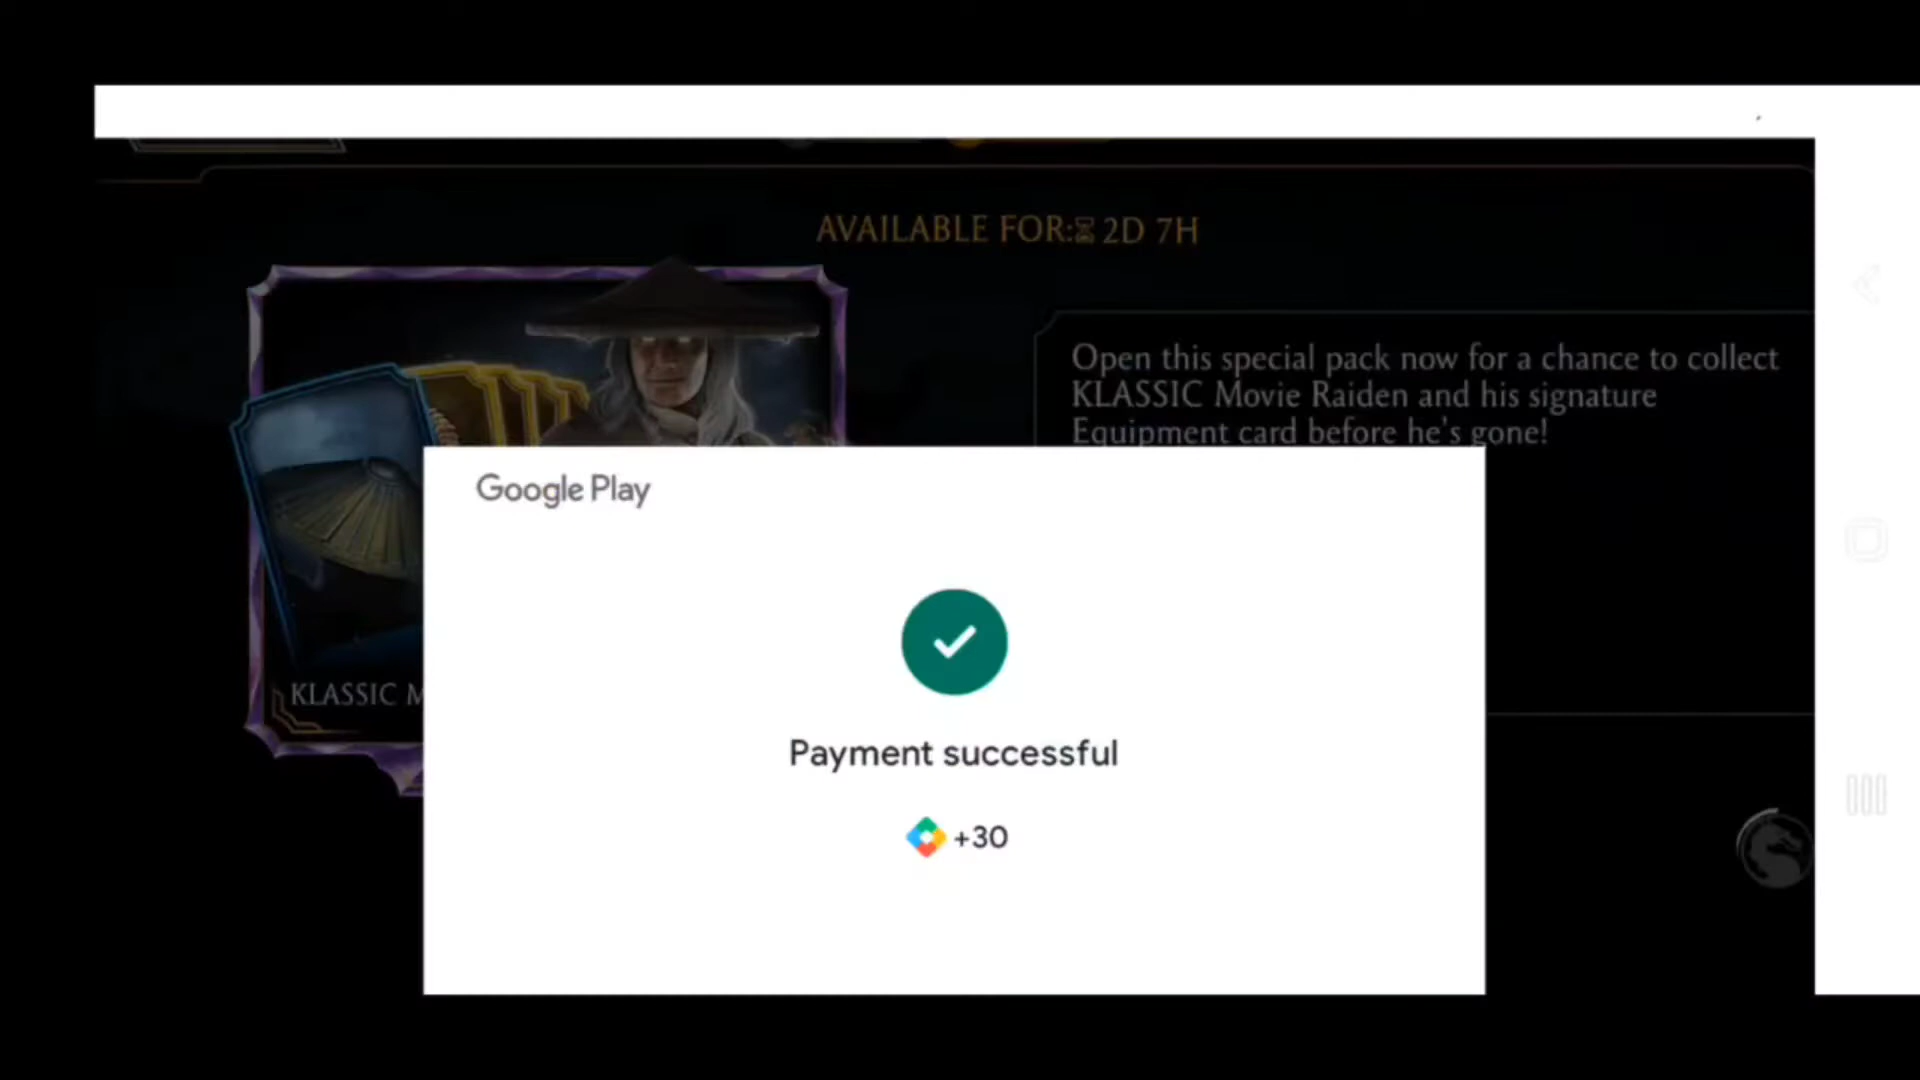 AVAILABLE FOR: 2D 7H
Open this special pack now for a chance to collect
KLASSIC Movie Raiden and his signature
Equipment card before he's gone!
KLASSIC M
Google Play
Payment successful
+30